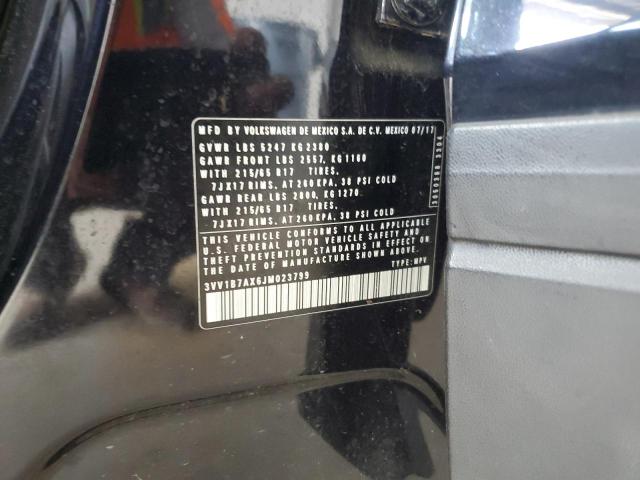 MFD BY VOLKSWAGEN DE MEXICO S.A. DE C.V. MEXICO 07/17
GVWR LBS 5247 KG 2380
GAWR FRONT LBS 2557, KG 1160
WITH 215/65 R17 TIRES,
7JX17 RIMS, AT 260 KPA, 38 PSI COLD
GAWR REAR LBS 2800, KG 1270,
WITH 215/65 R17 TIRES,
7JX17 RIMS, AT 260 KPA, 38 PSI COLD
THIS VEHICLE CONFORMS TO ALL APPLICABLE
U.S. FEDERAL MOTOR VEHICLE SAFETY AND
THEFT PREVENTION STANDARDS IN EFFECT ON
THE DATE OF MANUFACTURE SHOWN ABOVE.
3VV1B7AX6JM023799 TYPE: MPV